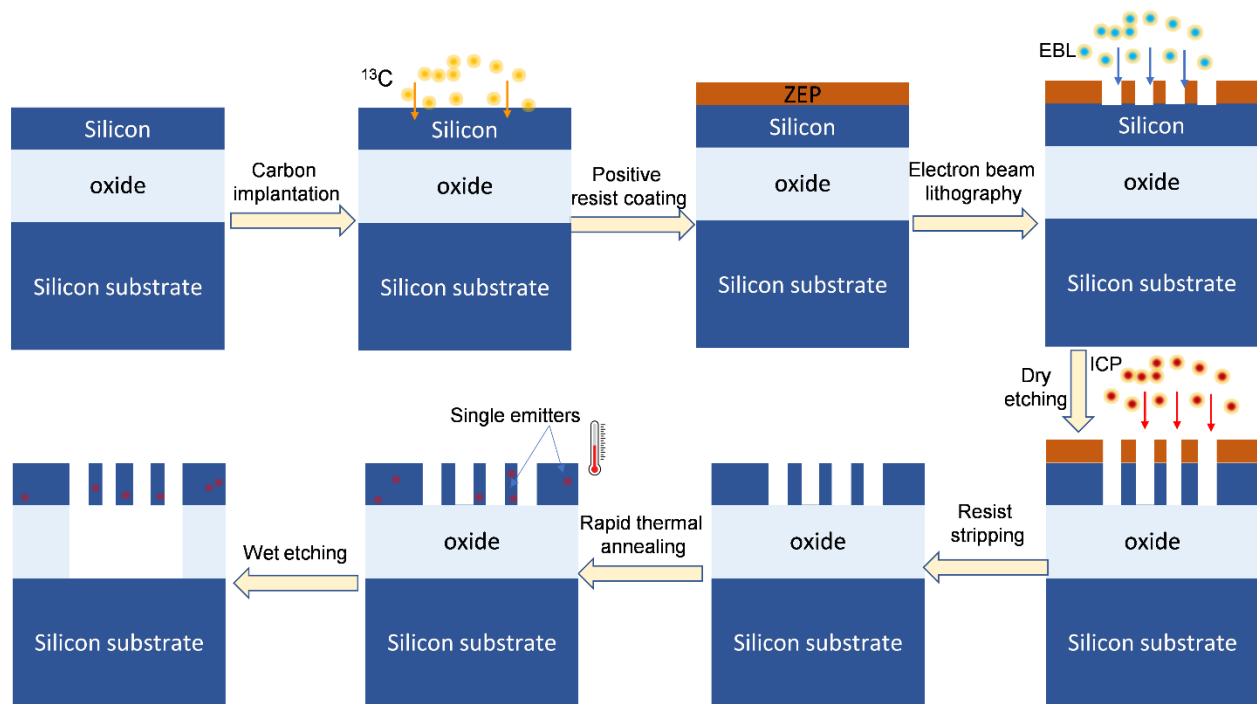 Silicon
oxide
Silicon substrate
Carbon
implantation
¹³C
Silicon
oxide
Silicon substrate
Positive
resist coating
ZEP
Silicon
oxide
Silicon substrate
Electron beam
lithography
EBL
Silicon
oxide
Silicon substrate
Dry
etching
ICP
oxide
Silicon substrate
Resist
stripping
oxide
Silicon substrate
Rapid thermal
annealing
Single emitters
oxide
Silicon substrate
Wet etching
Silicon substrate